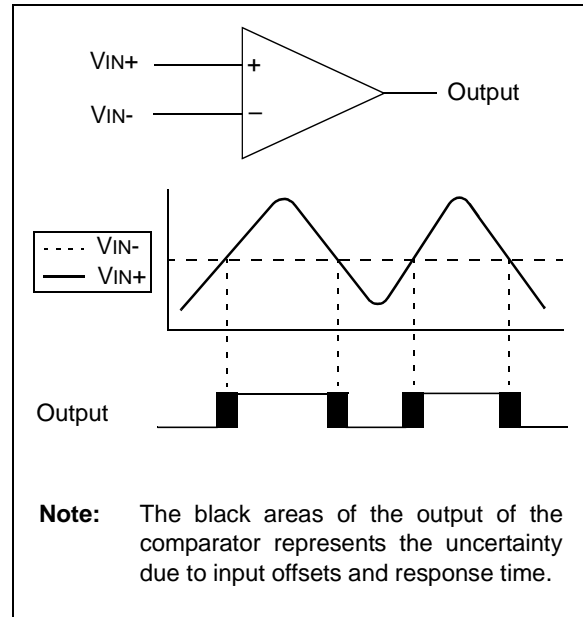 VIN+
+
Output
VIN-
–
VIN-
VIN+
Output
Note: The black areas of the output of the
comparator represents the uncertainty
due to input offsets and response time.